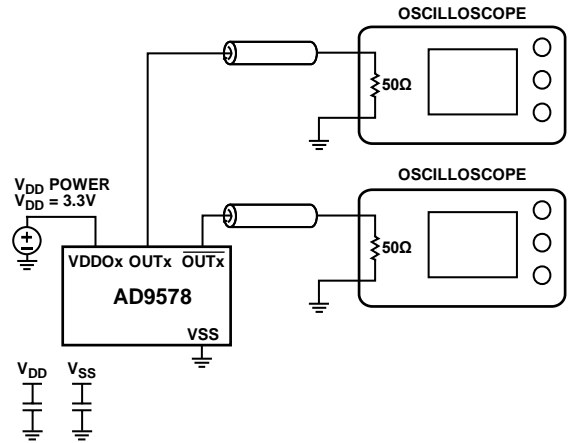 OSCILLOSCOPE
50Ω
OSCILLOSCOPE
50Ω
VDD POWER
VDD = 3.3V
VDDOx OUTx OUTx
AD9578
VSS
VDD VSS